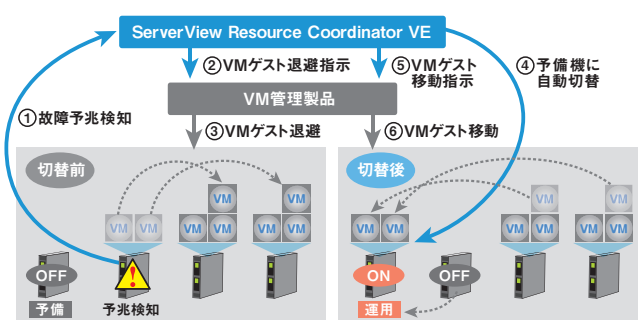 ServerView Resource Coordinator VE
②VMゲスト退避指示
⑤VMゲスト
移動指示
④予備機に
自動切替
VM管理製品
①故障予兆検知
③VMゲスト退避
⑥VMゲスト移動
切替前
VM
VM
VM
VM
VM
VM
VM
VM
OFF
予備
予兆検知
切替後
VM
VM
VM
VM
VM
VM
VM
VM
ON
OFF
運用